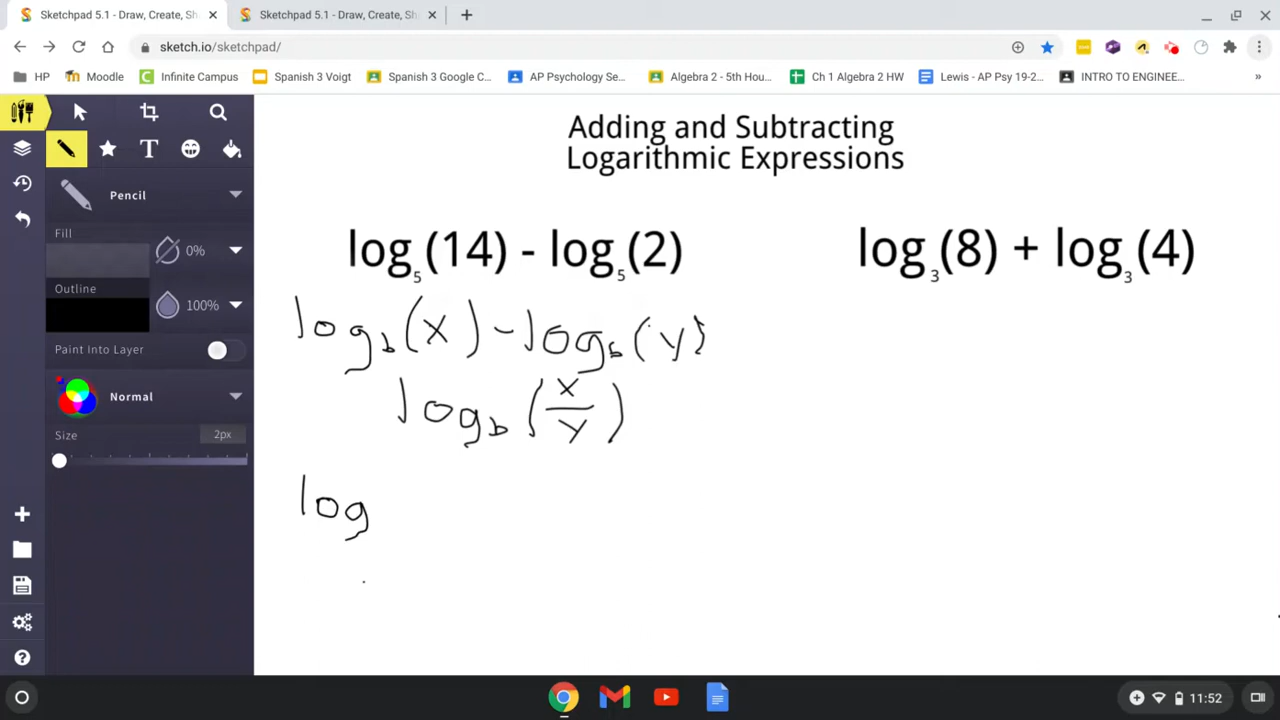 Sketchpad 5.1 - Draw, Create, Sh
Sketchpad 5.1 - Draw, Create, Sh
sketch.io/sketchpad/
HP Moodle Infinite Campus Spanish 3 Voigt Spanish 3 Google C... AP Psychology Se... Algebra 2 - 5th Hou... Ch 1 Algebra 2 HW Lewis - AP Psy 19-2... INTRO TO ENGINEE... »
Pencil
Fill
0%
Outline
100%
Paint Into Layer
Normal
Size
2px
Adding and Subtracting
Logarithmic Expressions
log₅(14) - log₅(2)
log₃(8) + log₃(4)
log_b(x) - log_b(y)
log_b(x/y)
log
11:52